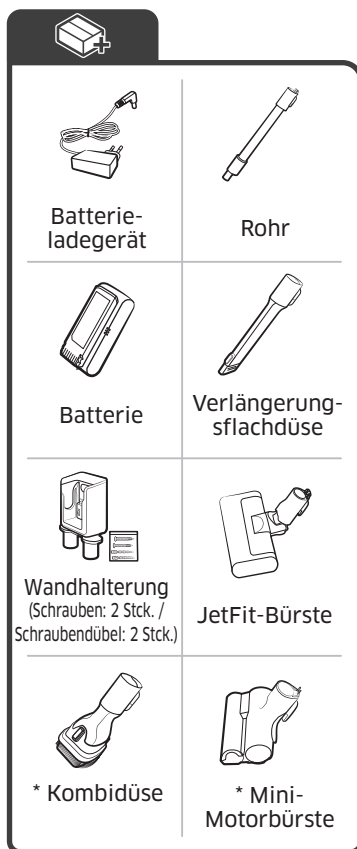 Batterie-
ladegerät
Rohr
Batterie
Verlängerung-
sflachdüse
Wandhalterung
(Schrauben: 2 Stck. /
Schraubendübel: 2 Stck.)
JetFit-Bürste
* Kombidüse
* Mini-
Motorbürste